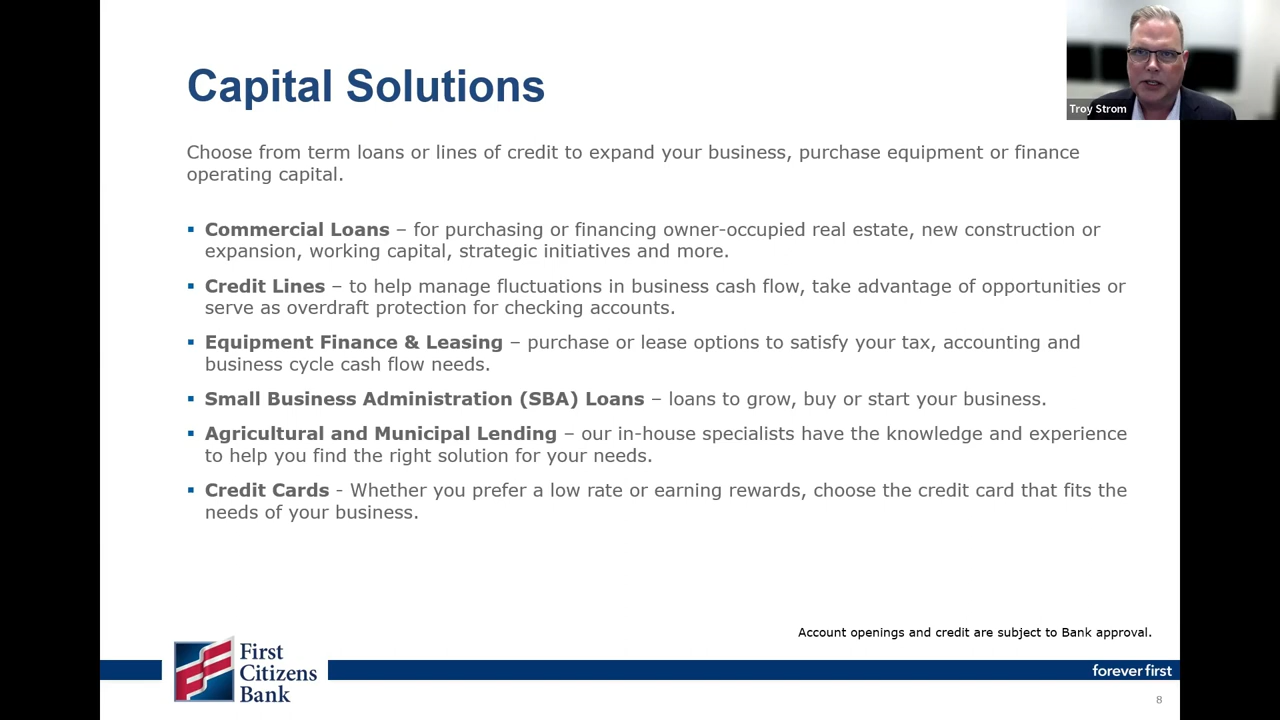 Capital Solutions
Troy Strom
Choose from term loans or lines of credit to expand your business, purchase equipment or finance
operating capital.
▪ Commercial Loans – for purchasing or financing owner-occupied real estate, new construction or
expansion, working capital, strategic initiatives and more.
▪ Credit Lines – to help manage fluctuations in business cash flow, take advantage of opportunities or
serve as overdraft protection for checking accounts.
▪ Equipment Finance & Leasing – purchase or lease options to satisfy your tax, accounting and
business cycle cash flow needs.
▪ Small Business Administration (SBA) Loans – loans to grow, buy or start your business.
▪ Agricultural and Municipal Lending – our in-house specialists have the knowledge and experience
to help you find the right solution for your needs.
▪ Credit Cards - Whether you prefer a low rate or earning rewards, choose the credit card that fits the
needs of your business.
Account openings and credit are subject to Bank approval.
First
Citizens
Bank
forever first
8